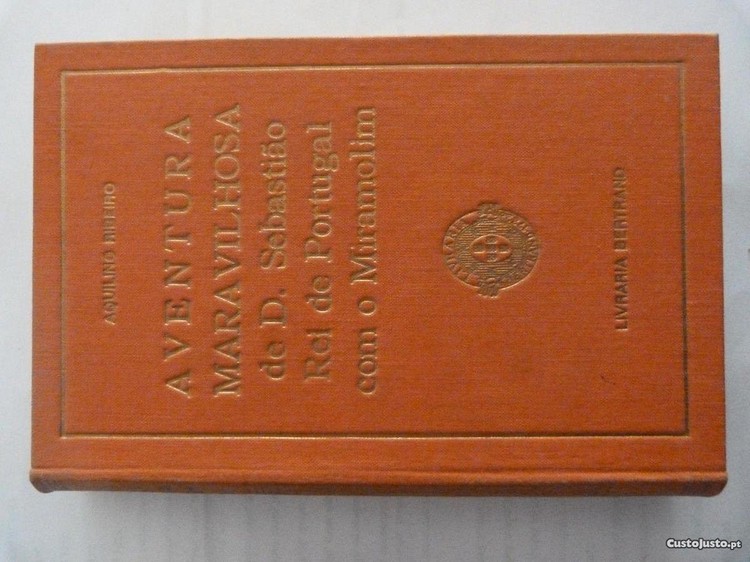 AQUILINO RIBEIRO
AVENTURA
MARAVILHOSA
de D. Sebastião
Rei de Portugal
com o Miramolim
LIVRARIA BERTRAND
CustoJusto.pt